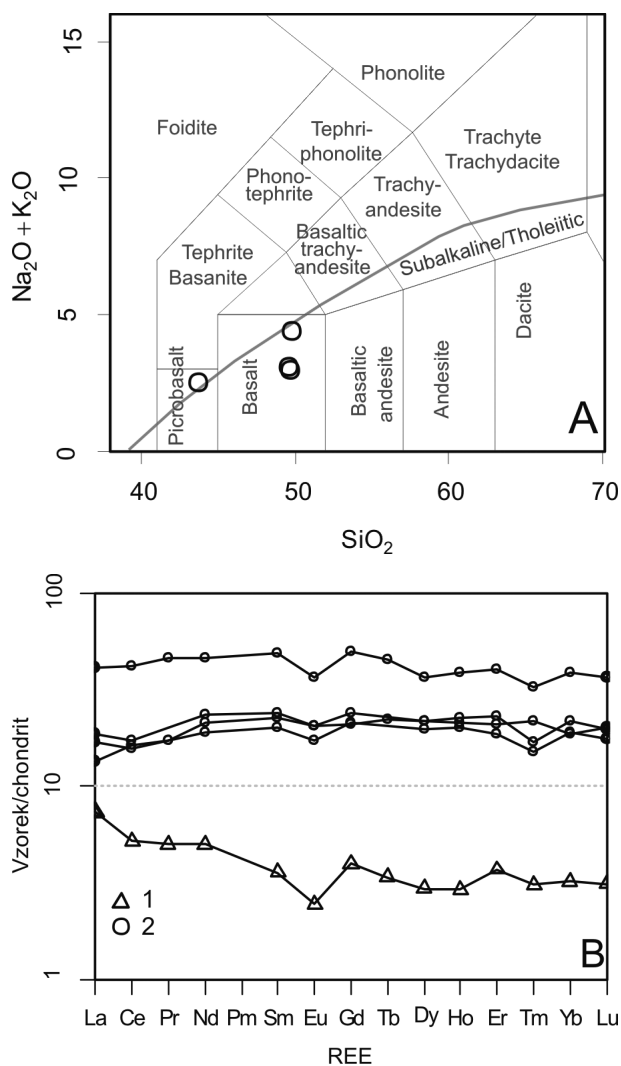 15
10
5
0
Na₂O + K₂O
Phonolite
Foidite
Tephri-
phonolite
Trachyte
Trachydacite
Phono-
tephrite
Trachy-
andesite
Basaltic
trachy-
andesite
Tephrite
Basanite
Subalkaline/Tholeiitic
Picrobasalt
Basalt
Basaltic
andesite
Andesite
Dacite
A
40 50 60 70
SiO₂
100
10
1
Vzorek/chondrit
1
2
B
La Ce Pr Nd Pm Sm Eu Gd Tb Dy Ho Er Tm Yb Lu
REE